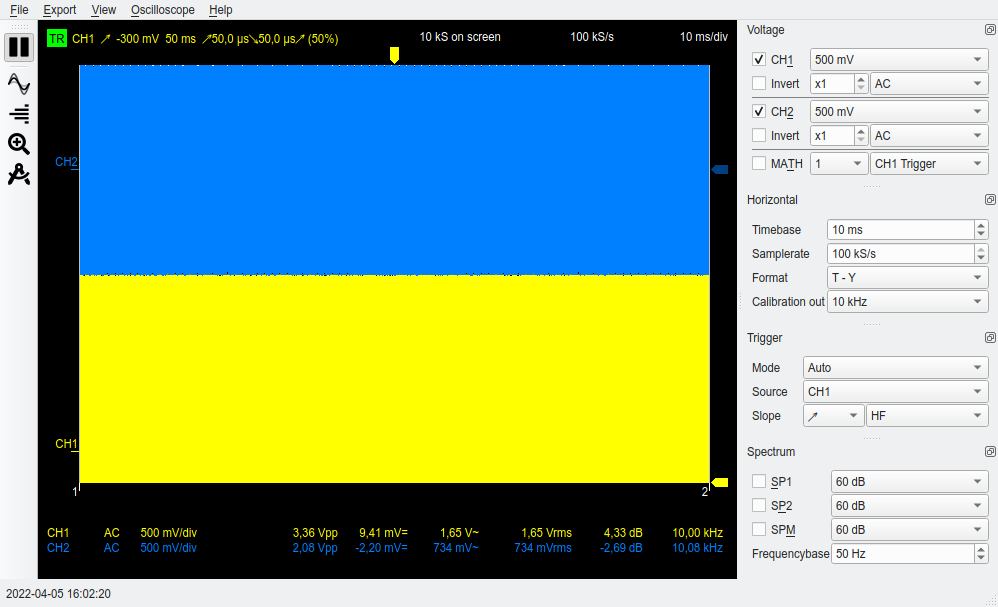 File Export View Oscilloscope Help
TR CH1 ↗ -300 mV 50 ms ↗50,0 µs↘50,0 µs↗ (50%) 10 kS on screen 100 kS/s 10 ms/div
CH2
CH1
1 2
CH1 AC 500 mV/div 3,36 Vpp 9,41 mV= 1,65 V~ 1,65 Vrms 4,33 dB 10,00 kHz
CH2 AC 500 mV/div 2,08 Vpp -2,20 mV= 734 mV~ 734 mVrms -2,69 dB 10,08 kHz
Voltage
CH1 500 mV
Invert x1 AC
CH2 500 mV
Invert x1 AC
MATH 1 CH1 Trigger
Horizontal
Timebase 10 ms
Samplerate 100 kS/s
Format T - Y
Calibration out 10 kHz
Trigger
Mode Auto
Source CH1
Slope ↗ HF
Spectrum
SP1 60 dB
SP2 60 dB
SPM 60 dB
Frequencybase 50 Hz
2022-04-05 16:02:20